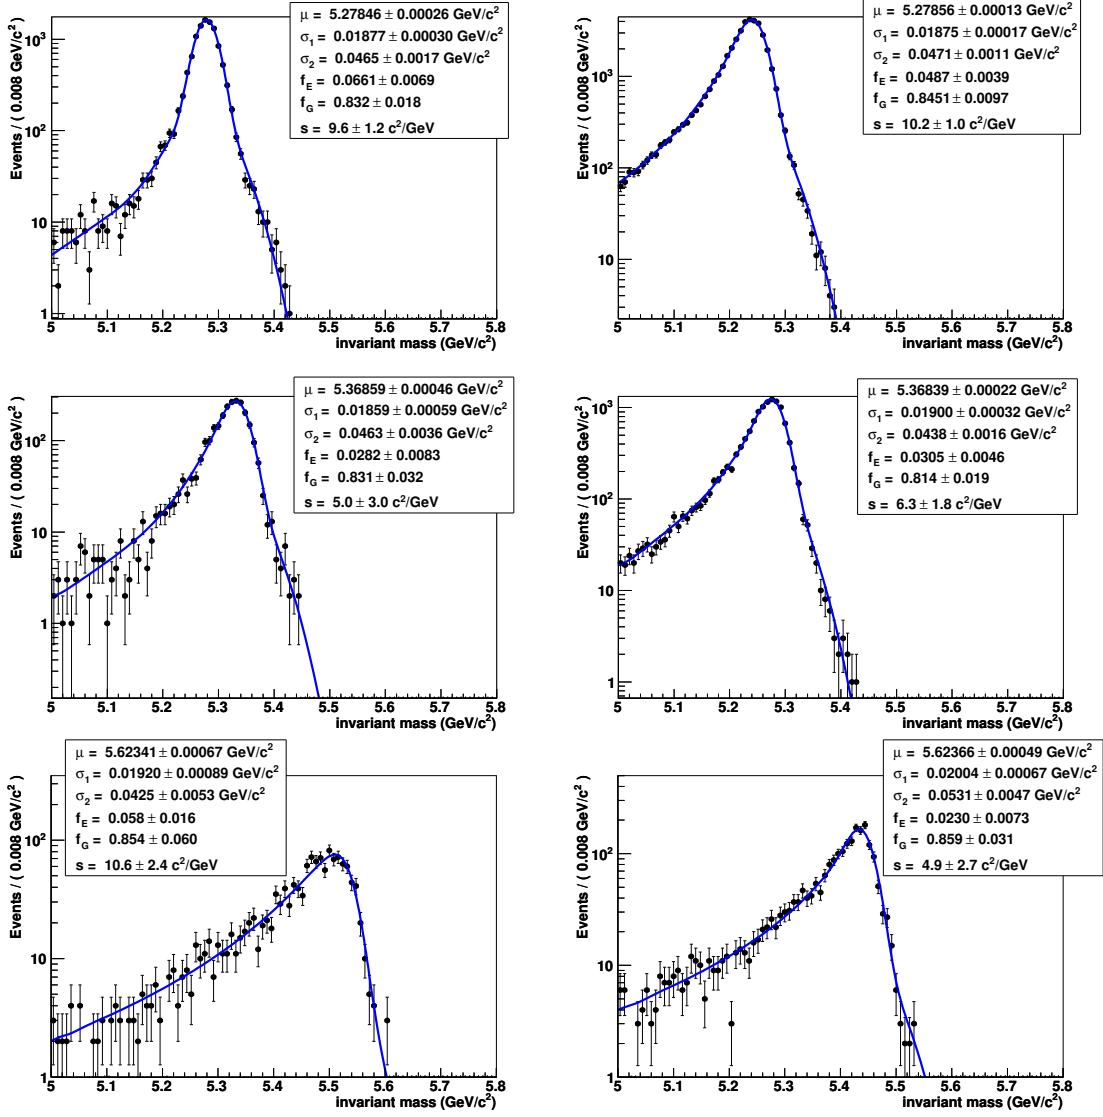 μ = 5.27846 ± 0.00026 GeV/c²
σ₁ = 0.01877 ± 0.00030 GeV/c²
σ₂ = 0.0465 ± 0.0017 GeV/c²
f_E = 0.0661 ± 0.0069
f_G = 0.832 ± 0.018
s = 9.6 ± 1.2 c²/GeV
Events / ( 0.008 GeV/c² )
10³
10²
10
1
5 5.1 5.2 5.3 5.4 5.5 5.6 5.7 5.8
invariant mass (GeV/c²)
μ = 5.27856 ± 0.00013 GeV/c²
σ₁ = 0.01875 ± 0.00017 GeV/c²
σ₂ = 0.0471 ± 0.0011 GeV/c²
f_E = 0.0487 ± 0.0039
f_G = 0.8451 ± 0.0097
s = 10.2 ± 1.0 c²/GeV
Events / ( 0.008 GeV/c² )
10³
10²
10
5 5.1 5.2 5.3 5.4 5.5 5.6 5.7 5.8
invariant mass (GeV/c²)
μ = 5.36859 ± 0.00046 GeV/c²
σ₁ = 0.01859 ± 0.00059 GeV/c²
σ₂ = 0.0463 ± 0.0036 GeV/c²
f_E = 0.0282 ± 0.0083
f_G = 0.831 ± 0.032
s = 5.0 ± 3.0 c²/GeV
Events / ( 0.008 GeV/c² )
10²
10
1
5 5.1 5.2 5.3 5.4 5.5 5.6 5.7 5.8
invariant mass (GeV/c²)
μ = 5.36839 ± 0.00022 GeV/c²
σ₁ = 0.01900 ± 0.00032 GeV/c²
σ₂ = 0.0438 ± 0.0016 GeV/c²
f_E = 0.0305 ± 0.0046
f_G = 0.814 ± 0.019
s = 6.3 ± 1.8 c²/GeV
Events / ( 0.008 GeV/c² )
10³
10²
10
1
5 5.1 5.2 5.3 5.4 5.5 5.6 5.7 5.8
invariant mass (GeV/c²)
μ = 5.62341 ± 0.00067 GeV/c²
σ₁ = 0.01920 ± 0.00089 GeV/c²
σ₂ = 0.0425 ± 0.0053 GeV/c²
f_E = 0.058 ± 0.016
f_G = 0.854 ± 0.060
s = 10.6 ± 2.4 c²/GeV
Events / ( 0.008 GeV/c² )
10²
10
1
5 5.1 5.2 5.3 5.4 5.5 5.6 5.7 5.8
invariant mass (GeV/c²)
μ = 5.62366 ± 0.00049 GeV/c²
σ₁ = 0.02004 ± 0.00067 GeV/c²
σ₂ = 0.0531 ± 0.0047 GeV/c²
f_E = 0.0230 ± 0.0073
f_G = 0.859 ± 0.031
s = 4.9 ± 2.7 c²/GeV
Events / ( 0.008 GeV/c² )
10²
10
1
5 5.1 5.2 5.3 5.4 5.5 5.6 5.7 5.8
invariant mass (GeV/c²)